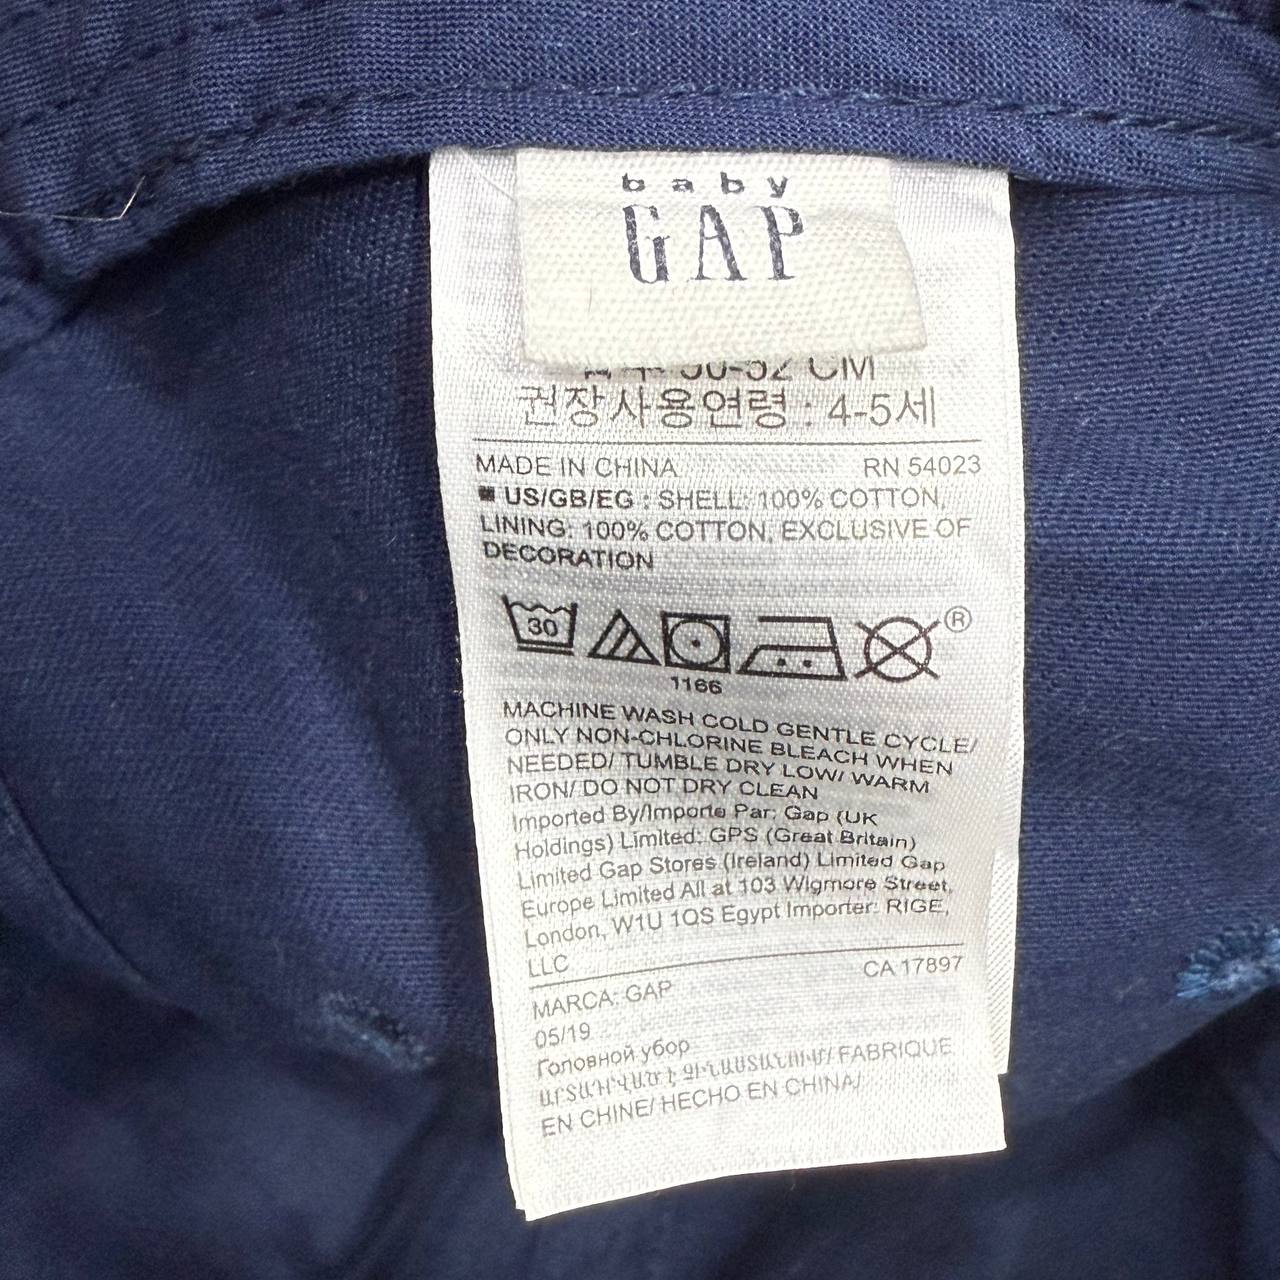 baby
GAP
50-52 CM
권장사용연령 : 4-5세
MADE IN CHINA RN 54023
US/GB/EG : SHELL: 100% COTTON,
LINING: 100% COTTON, EXCLUSIVE OF
DECORATION
30
®
1166
MACHINE WASH COLD GENTLE CYCLE/
ONLY NON-CHLORINE BLEACH WHEN
NEEDED/ TUMBLE DRY LOW/ WARM
IRON/ DO NOT DRY CLEAN
Imported By/Importe Par: Gap (UK
Holdings) Limited: GPS (Great Britain)
Limited Gap Stores (Ireland) Limited Gap
Europe Limited All at 103 Wigmore Street,
London, W1U 1QS Egypt Importer: RIGE,
LLC
CA 17897
MARCA: GAP
05/19
Головной убор
ԱՐՏԱԴՐՎԱԾ Է ՉԻՆԱՍՏԱՆՈՒՄ/ FABRIQUE
EN CHINE/ HECHO EN CHINA/